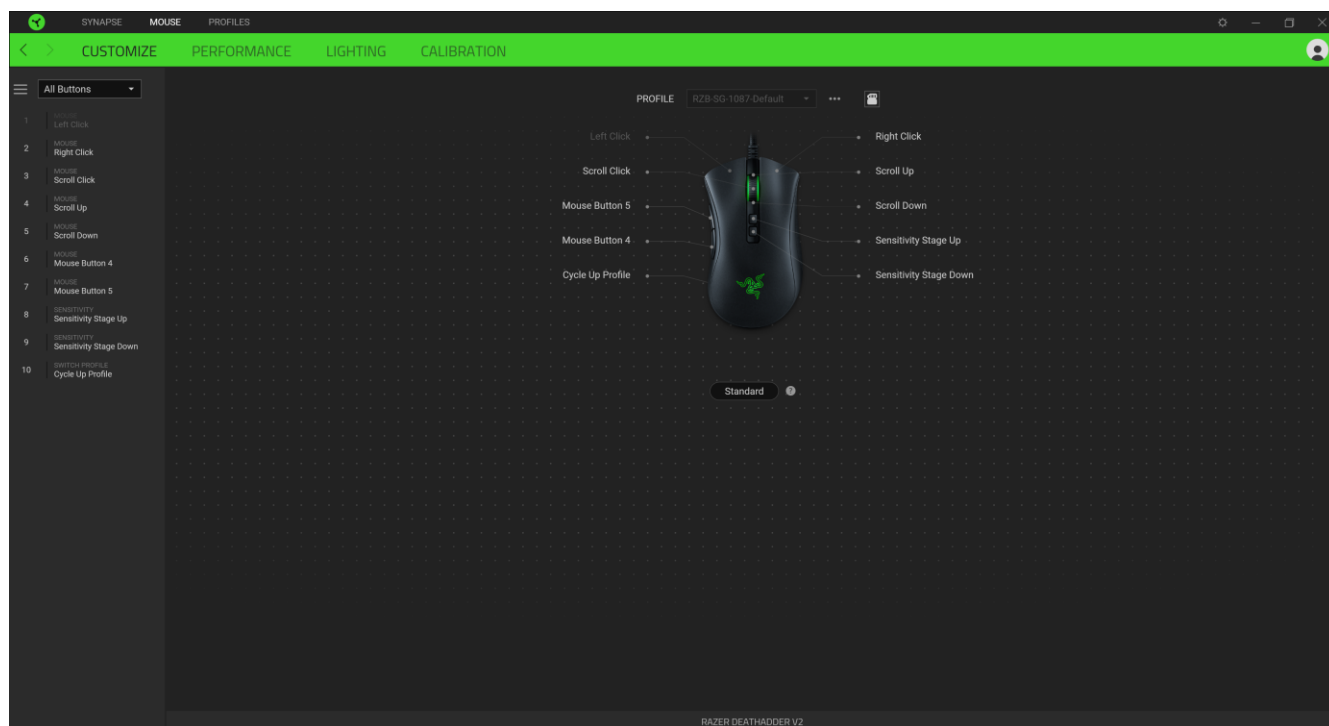 SYNAPSE MOUSE PROFILES
CUSTOMIZE PERFORMANCE LIGHTING CALIBRATION
All Buttons
PROFILE RZB-SG-1087-Default
1 MOUSE
Left Click
2 MOUSE
Right Click
3 MOUSE
Scroll Click
4 MOUSE
Scroll Up
5 MOUSE
Scroll Down
6 MOUSE
Mouse Button 4
7 MOUSE
Mouse Button 5
8 SENSITIVITY
Sensitivity Stage Up
9 SENSITIVITY
Sensitivity Stage Down
10 SWITCH PROFILE
Cycle Up Profile
Left Click Right Click
Scroll Click Scroll Up
Mouse Button 5 Scroll Down
Mouse Button 4 Sensitivity Stage Up
Cycle Up Profile Sensitivity Stage Down
Standard ?
RAZER DEATHADDER V2